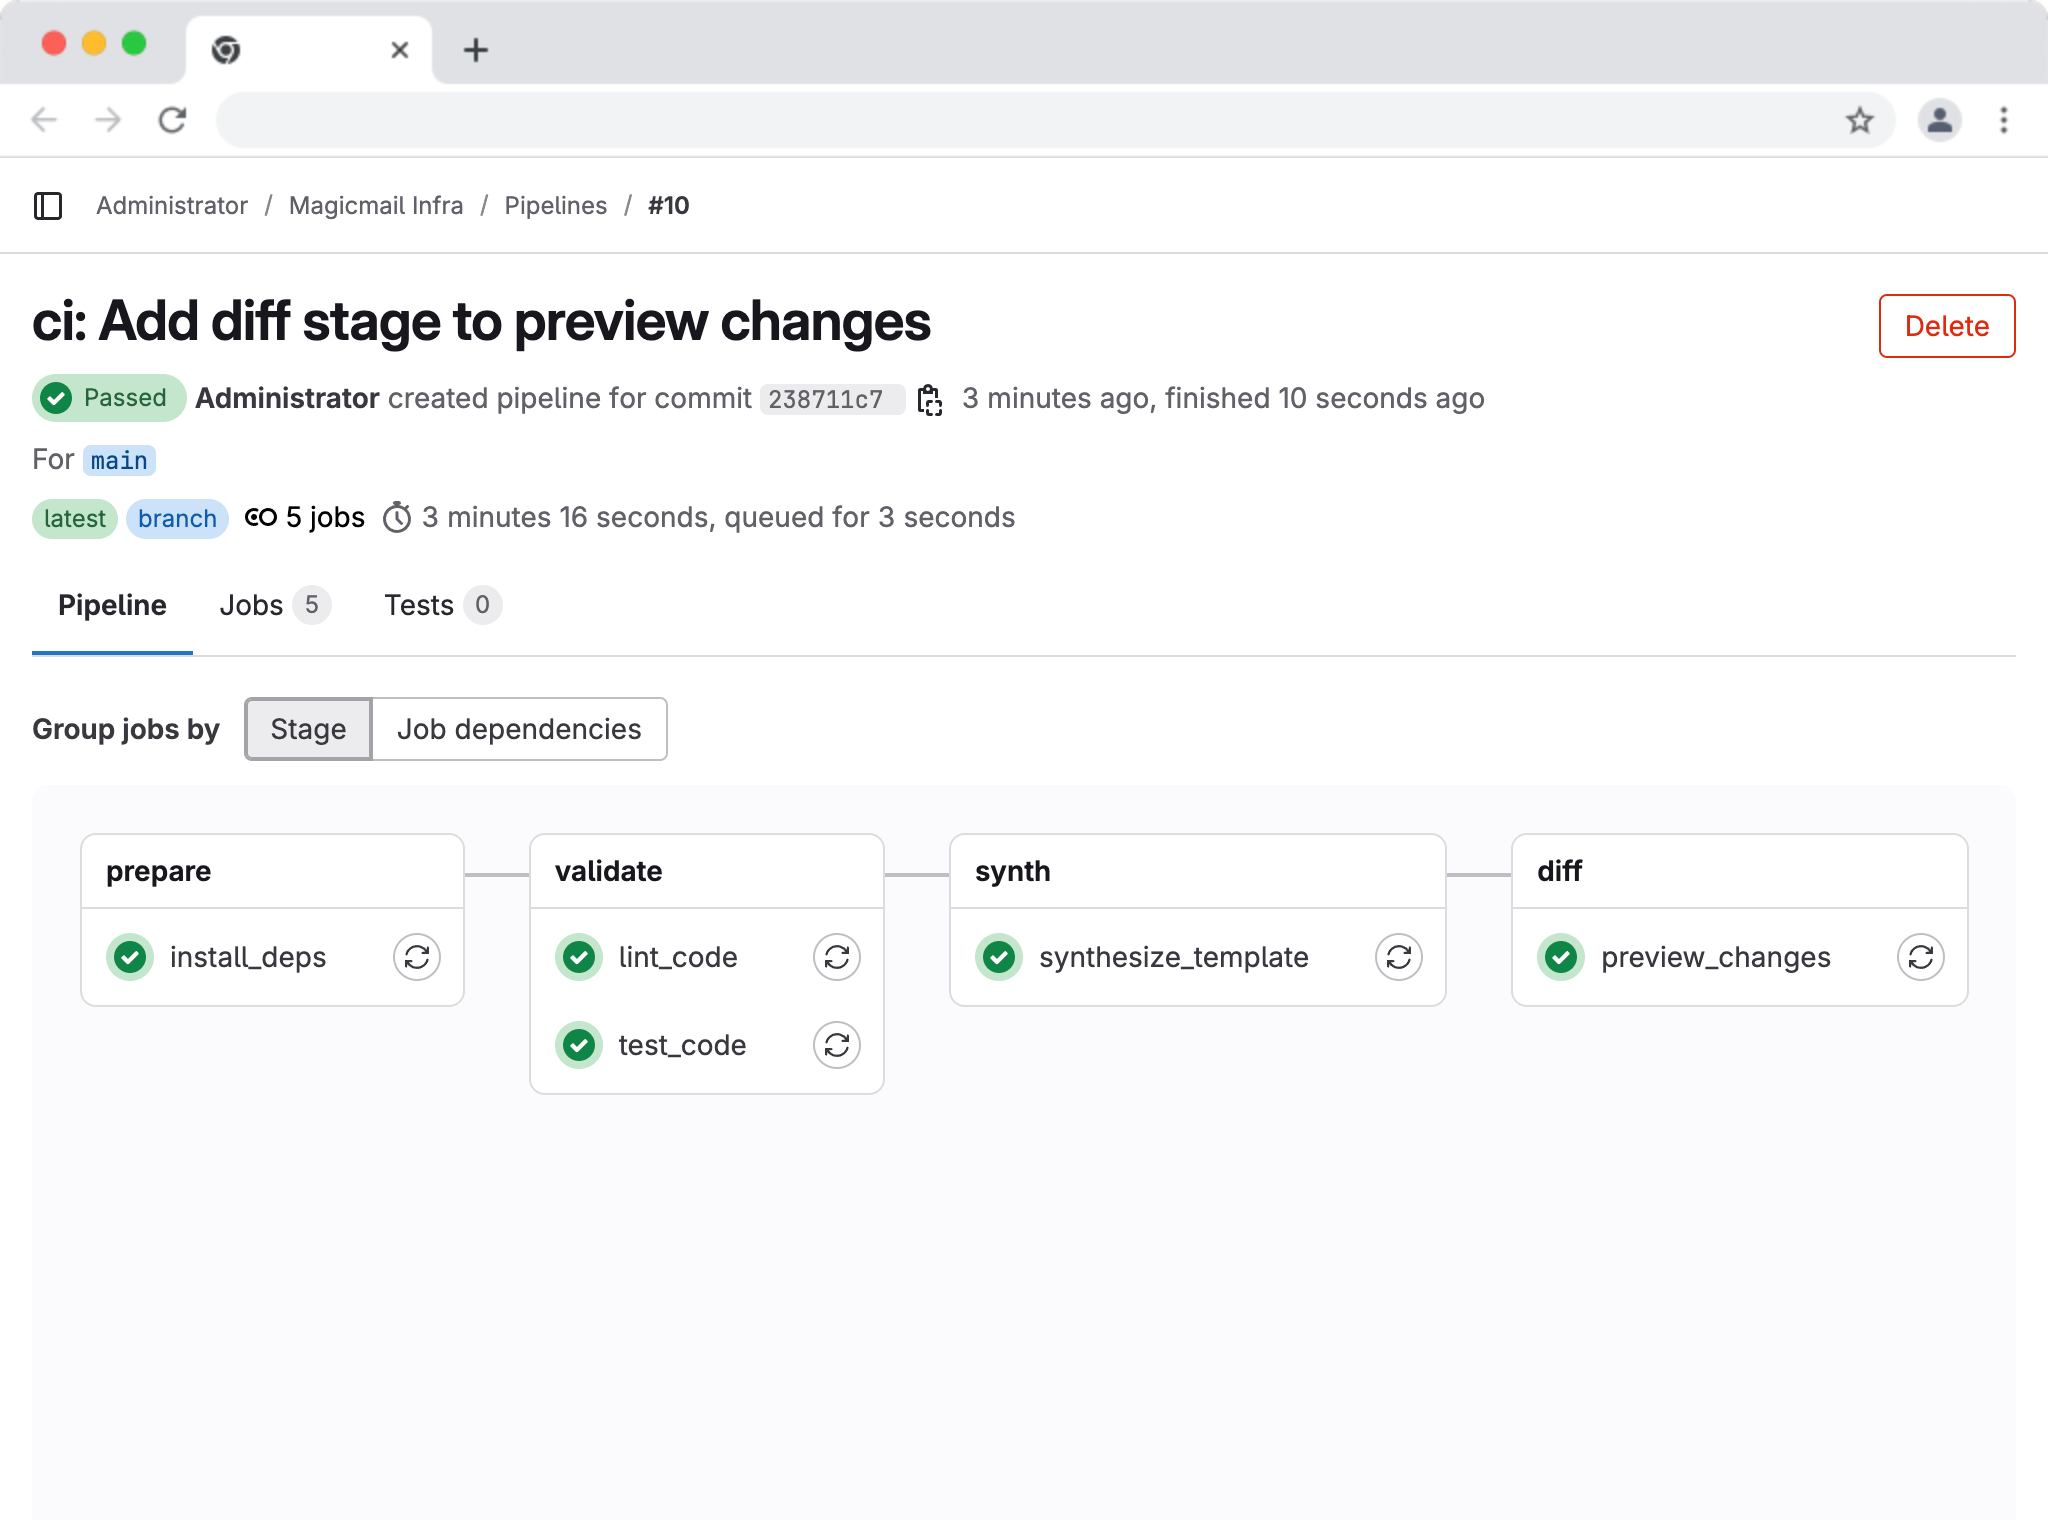 Administrator / Magicmail Infra / Pipelines / #10
ci: Add diff stage to preview changes
Delete
Passed Administrator created pipeline for commit 238711c7 3 minutes ago, finished 10 seconds ago
For main
latest branch 5 jobs 3 minutes 16 seconds, queued for 3 seconds
Pipeline Jobs 5 Tests 0
Group jobs by Stage Job dependencies
prepare
install_deps
validate
lint_code
test_code
synth
synthesize_template
diff
preview_changes